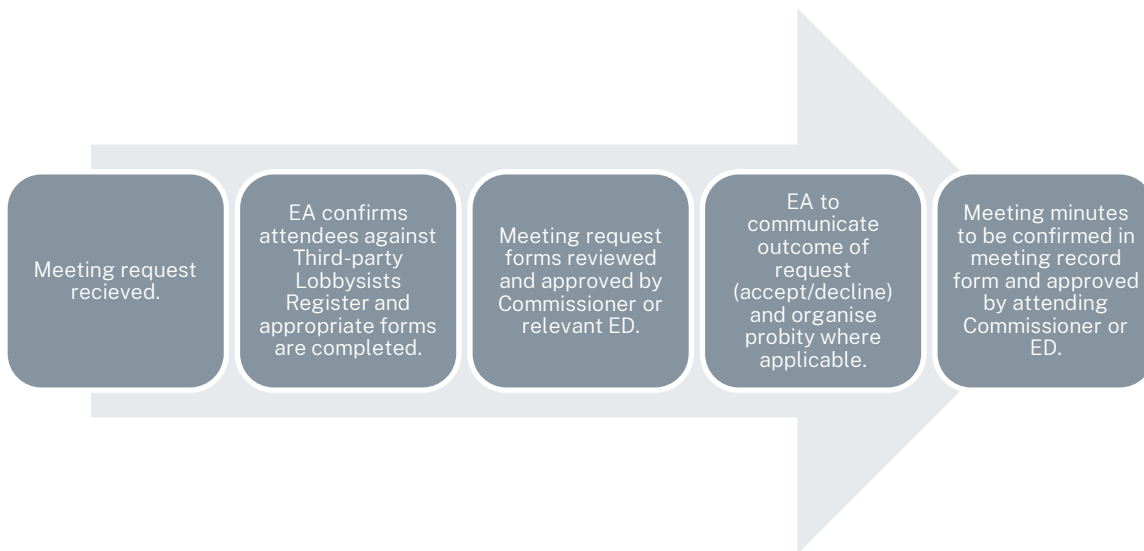 Meeting request
recieved.
EA confirms
attendees against
Third-party
Lobbyists
Register and
appropriate forms
are completed.
Meeting request
forms reviewed
and approved by
Commissioner or
relevant ED.
EA to
communicate
outcome of
request
(accept/decline)
and organise
probity where
applicable.
Meeting minutes
to be confirmed in
meeting record
form and approved
by attending
Commissioner or
ED.